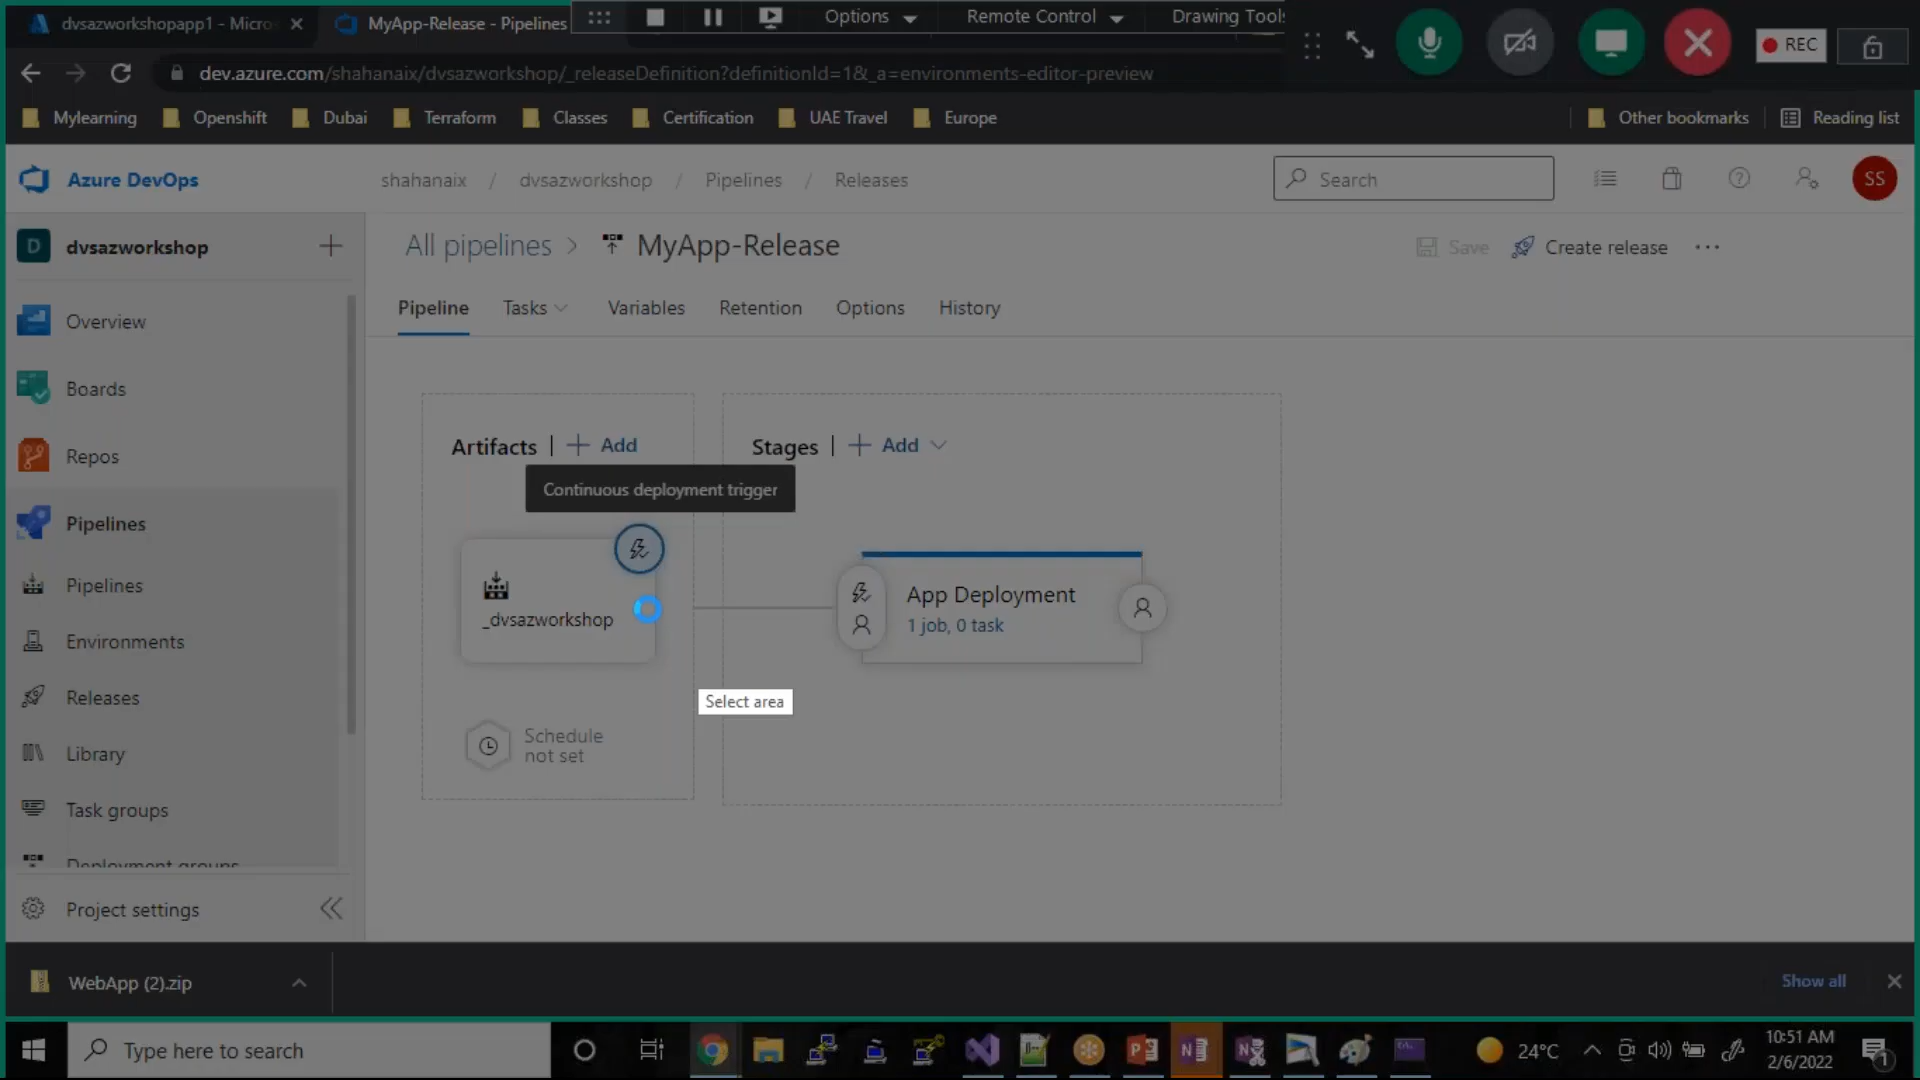 dvsazworkshopapp1 - Micro
MyApp-Release - Pipelines
Options
Remote Control
Drawing Tools
REC
dev.azure.com/shahanaix/dvsazworkshop/_releaseDefinition?definitionId=1&_a=environments-editor-preview
Mylearning
Openshift
Dubai
Terraform
Classes
Certification
UAE Travel
Europe
Other bookmarks
Reading list
Azure DevOps
shahanaix / dvsazworkshop / Pipelines / Releases
Search
SS
D dvsazworkshop
All pipelines > MyApp-Release
Save
Create release
Pipeline
Tasks
Variables
Retention
Options
History
Overview
Boards
Repos
Pipelines
Pipelines
Environments
Releases
Library
Task groups
Deployment groups
Project settings
Artifacts | + Add
Stages | + Add
Continuous deployment trigger
_dvsazworkshop
App Deployment
1 job, 0 task
Select area
Schedule
not set
WebApp (2).zip
Show all
Type here to search
24°C
10:51 AM
2/6/2022
1